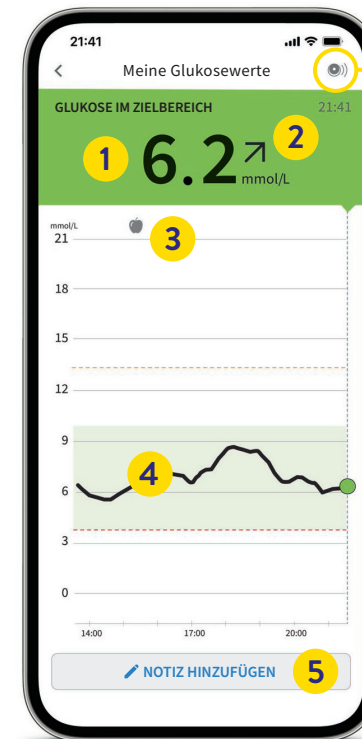 21:41
Meine Glukosewerte
GLUKOSE IM ZIELBEREICH 21:41
1 6.2 2
mmol/L
mmol/L
21
3
18
15
12
9
4
6
3
0
14:00 17:00 20:00
NOTIZ HINZUFÜGEN 5